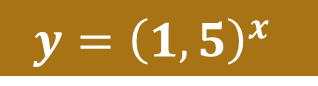 y = (1, 5)ˣ